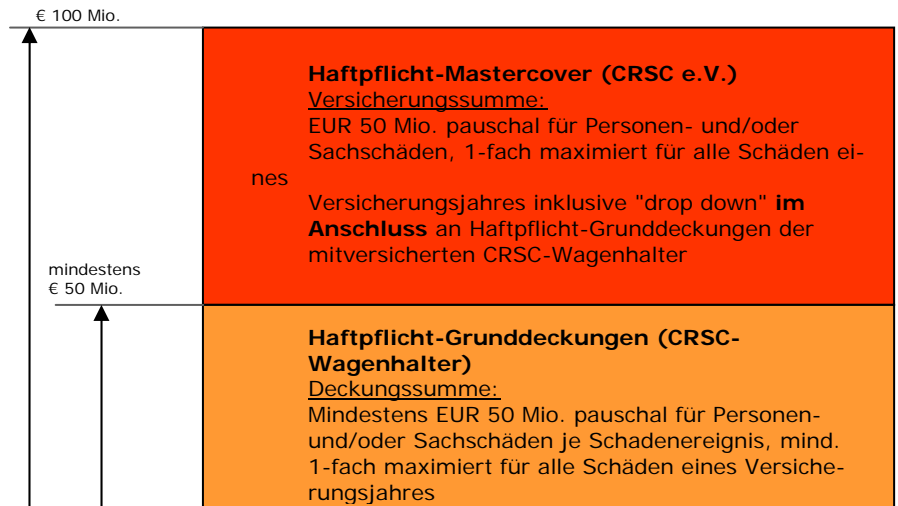 € 100 Mio.
Haftpflicht-Mastercover (CRSC e.V.)
Versicherungssumme:
EUR 50 Mio. pauschal für Personen- und/oder
Sachschäden, 1-fach maximiert für alle Schäden ei-
nes
Versicherungsjahres inklusive "drop down" im
Anschluss an Haftpflicht-Grunddeckungen der
mitversicherten CRSC-Wagenhalter
mindestens
€ 50 Mio.
Haftpflicht-Grunddeckungen (CRSC-
Wagenhalter)
Deckungssumme:
Mindestens EUR 50 Mio. pauschal für Personen-
und/oder Sachschäden je Schadenereignis, mind.
1-fach maximiert für alle Schäden eines Versiche-
rungsjahres